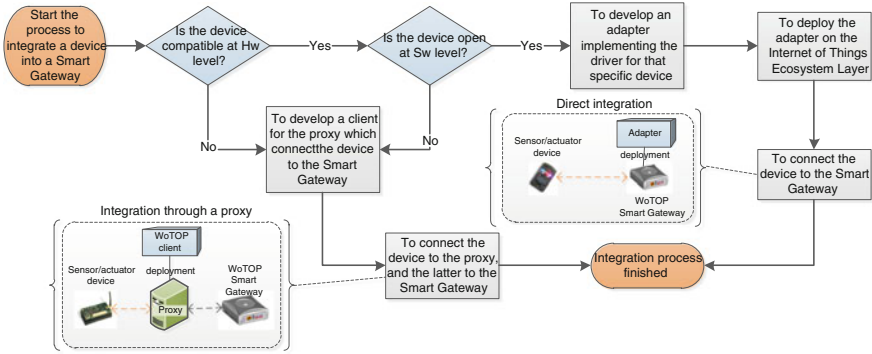 Start the
process to
integrate a device
into a Smart
Gateway
Is the device
compatible at Hw
level?
Yes
Is the device open
at Sw level?
Yes
To develop an
adapter
implementing the
driver for that
specific device
To deploy the
adapter on the
Internet of Things
Ecosystem Layer
No
To develop a client
for the proxy which
connectthe device
to the Smart
Gateway
No
Direct integration
Sensor/actuator
device
Adapter
deployment
WoTOP
Smart Gateway
To connect the
device to the Smart
Gateway
Integration through a proxy
WoTOP
client
Sensor/actuator
device
deployment
Proxy
WoTOP
Smart
Gateway
To connect the
device to the proxy,
and the latter to the
Smart Gateway
Integration process
finished